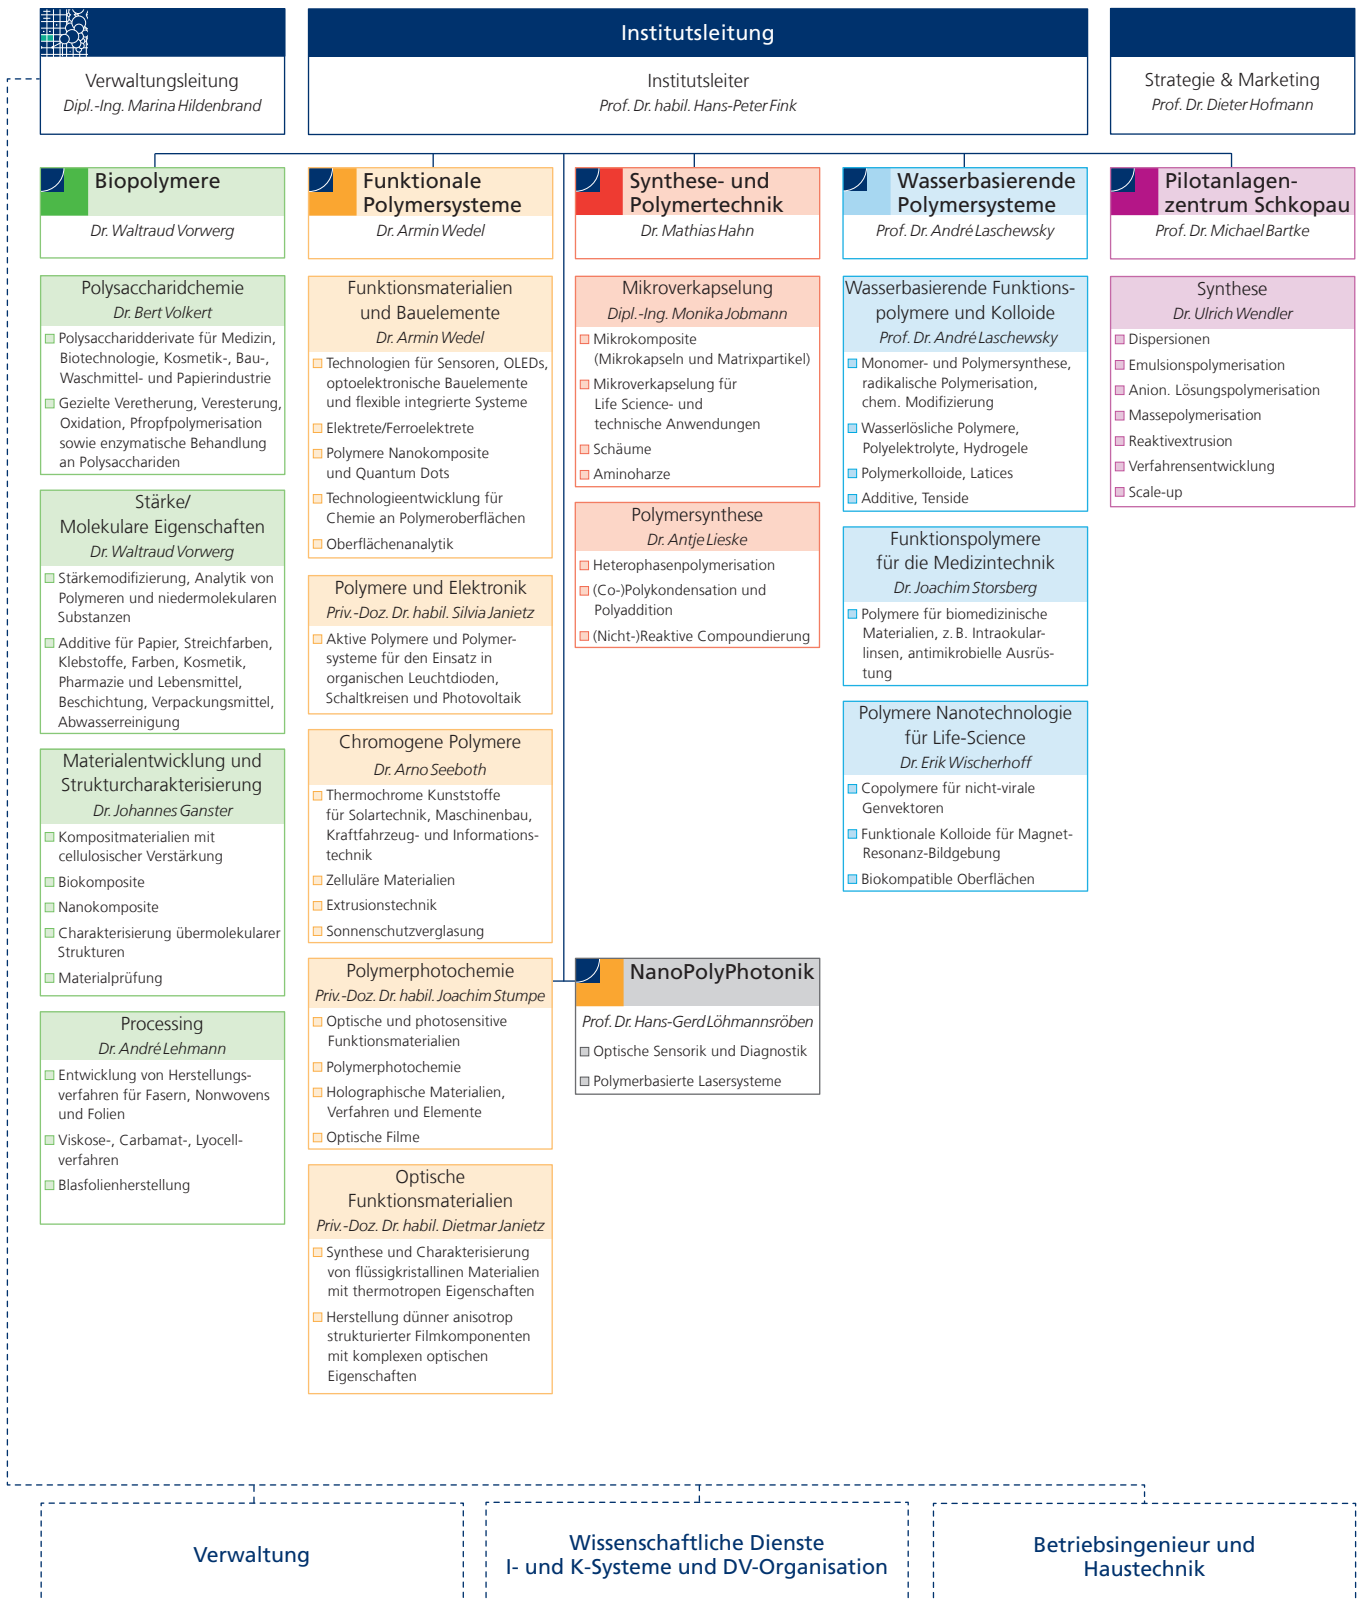 Institutsleitung
Verwaltungsleitung
Dipl.-Ing. Marina Hildenbrand
Institutsleiter
Prof. Dr. habil. Hans-Peter Fink
Strategie & Marketing
Prof. Dr. Dieter Hofmann
Biopolymere
Dr. Waltraud Vorwerg
Polysaccharidchemie
Dr. Bert Volkert
Polysaccharidderivate für Medizin,
Biotechnologie, Kosmetik-, Bau-,
Waschmittel- und Papierindustrie
Gezielte Veretherung, Veresterung,
Oxidation, Pfropfpolymerisation
sowie enzymatische Behandlung
an Polysacchariden
Stärke/
Molekulare Eigenschaften
Dr. Waltraud Vorwerg
Stärkemodifizierung, Analytik von
Polymeren und niedermolekularen
Substanzen
Additive für Papier, Streichfarben,
Klebstoffe, Farben, Kosmetik,
Pharmazie und Lebensmittel,
Beschichtung, Verpackungsmittel,
Abwasserreinigung
Materialentwicklung und
Strukturcharakterisierung
Dr. Johannes Ganster
Kompositmaterialien mit
cellulosischer Verstärkung
Biokomposite
Nanokomposite
Charakterisierung übermolekularer
Strukturen
Materialprüfung
Processing
Dr. André Lehmann
Entwicklung von Herstellungs-
verfahren für Fasern, Nonwovens
und Folien
Viskose-, Carbamat-, Lyocell-
verfahren
Blasfolienherstellung
Funktionale
Polymersysteme
Dr. Armin Wedel
Funktionsmaterialien
und Bauelemente
Dr. Armin Wedel
Technologien für Sensoren, OLEDs,
optoelektronische Bauelemente
und flexible integrierte Systeme
Elektrete/Ferroelektrete
Polymere Nanokomposite
und Quantum Dots
Technologieentwicklung für
Chemie an Polymeroberflächen
Oberflächenanalytik
Polymere und Elektronik
Priv.-Doz. Dr. habil. Silvia Janietz
Aktive Polymere und Polymer-
systeme für den Einsatz in
organischen Leuchtdioden,
Schaltkreisen und Photovoltaik
Chromogene Polymere
Dr. Arno Seeboth
Thermochrome Kunststoffe
für Solartechnik, Maschinenbau,
Kraftfahrzeug- und Informations-
technik
Zelluläre Materialien
Extrusionstechnik
Sonnenschutzverglasung
Polymerphotochemie
Priv.-Doz. Dr. habil. Joachim Stumpe
Optische und photosensitive
Funktionsmaterialien
Polymerphotochemie
Holographische Materialien,
Verfahren und Elemente
Optische Filme
Optische
Funktionsmaterialien
Priv.-Doz. Dr. habil. Dietmar Janietz
Synthese und Charakterisierung
von flüssigkristallinen Materialien
mit thermotropen Eigenschaften
Herstellung dünner anisotrop
strukturierter Filmkomponenten
mit komplexen optischen
Eigenschaften
Synthese- und
Polymertechnik
Dr. Mathias Hahn
Mikroverkapselung
Dipl.-Ing. Monika Jobmann
Mikrokomposite
(Mikrokapseln und Matrixpartikel)
Mikroverkapselung für
Life Science- und
technische Anwendungen
Schäume
Aminoharze
Polymersynthese
Dr. Antje Lieske
Heterophasenpolymerisation
(Co-)Polykondensation und
Polyaddition
(Nicht-)Reaktive Compoundierung
NanoPolyPhotonik
Prof. Dr. Hans-Gerd Löhmannsröben
Optische Sensorik und Diagnostik
Polymerbasierte Lasersysteme
Wasserbasierende
Polymersysteme
Prof. Dr. André Laschewsky
Wasserbasierende Funktions-
polymere und Kolloide
Prof. Dr. André Laschewsky
Monomer- und Polymersynthese,
radikalische Polymerisation,
chem. Modifizierung
Wasserlösliche Polymere,
Polyelektrolyte, Hydrogele
Polymerkolloide, Latices
Additive, Tenside
Funktionspolymere
für die Medizintechnik
Dr. Joachim Storsberg
Polymere für biomedizinische
Materialien, z. B. Intraokular-
linsen, antimikrobielle Ausrüs-
tung
Polymere Nanotechnologie
für Life-Science
Dr. Erik Wischerhoff
Copolymere für nicht-virale
Genvektoren
Funktionale Kolloide für Magnet-
Resonanz-Bildgebung
Biokompatible Oberflächen
Pilotanlagen-
zentrum Schkopau
Prof. Dr. Michael Bartke
Synthese
Dr. Ulrich Wendler
Dispersionen
Emulsionspolymerisation
Anion. Lösungspolymerisation
Massepolymerisation
Reaktivextrusion
Verfahrensentwicklung
Scale-up
Verwaltung
Wissenschaftliche Dienste
I- und K-Systeme und DV-Organisation
Betriebsingenieur und
Haustechnik